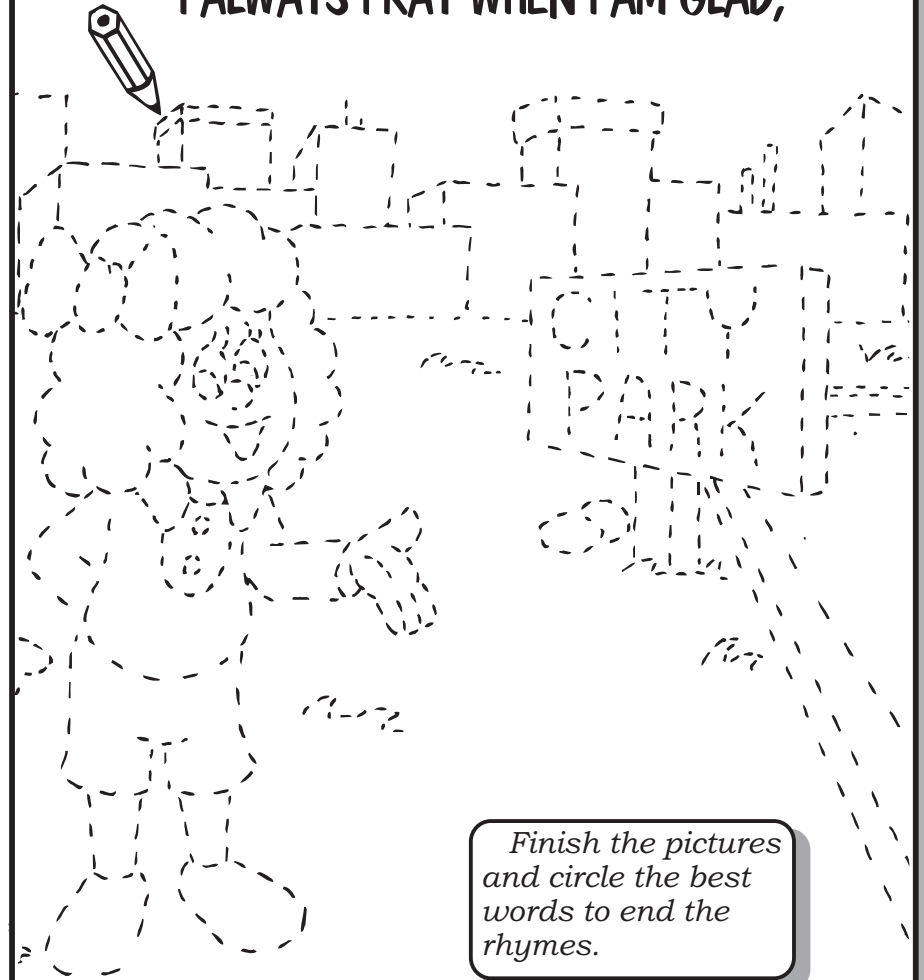 I ALWAYS PRAY WHEN I AM GLAD,
CITY
PARK
Finish the pictures
and circle the best
words to end the
rhymes.